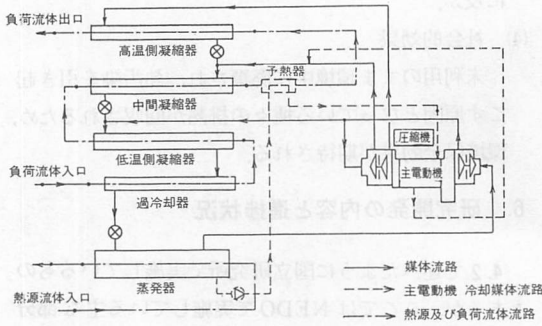 負荷流体出口
高温側凝縮器
予熱器
中間凝縮器
圧縮機
低温側凝縮器
主電動機
負荷流体入口
過冷却器
蒸発器
熱源流体入口
媒体流路
主電動機 冷却媒体流路
熱源及び負荷流体流路